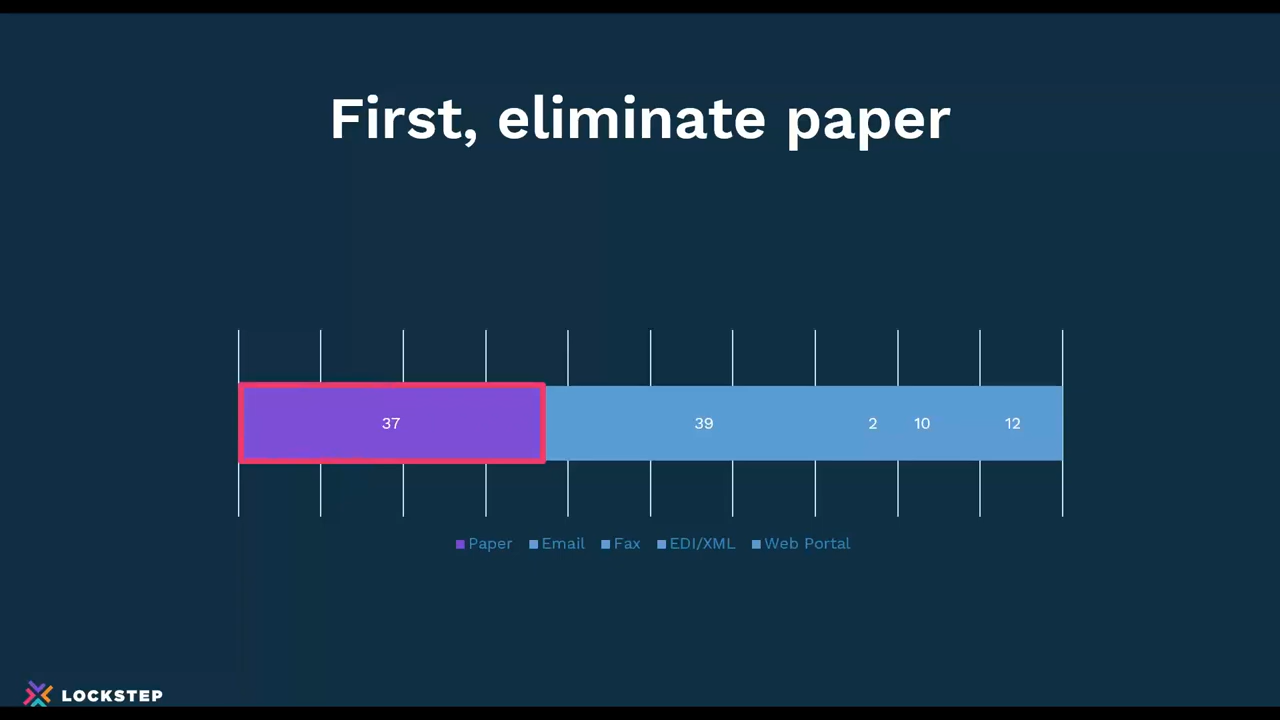 First, eliminate paper
37 39 2 10 12
Paper Email Fax EDI/XML Web Portal
LOCKSTEP